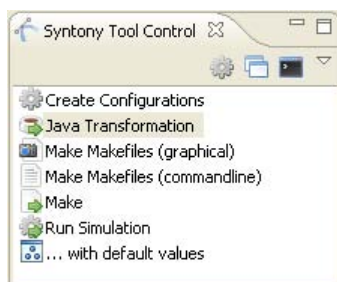 Syntony Tool Control
Create Configurations
Java Transformation
Make Makefiles (graphical)
Make Makefiles (commandline)
Make
Run Simulation
... with default values